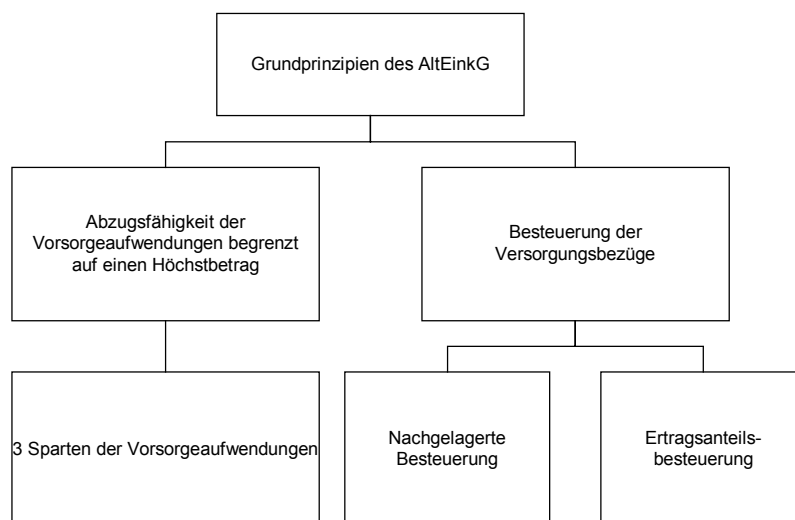 Grundprinzipien des AltEinkG
Abzugsfähigkeit der
Vorsorgeaufwendungen begrenzt
auf einen Höchstbetrag
Besteuerung der
Versorgungsbezüge
3 Sparten der Vorsorgeaufwendungen
Nachgelagerte
Besteuerung
Ertragsanteils-
besteuerung